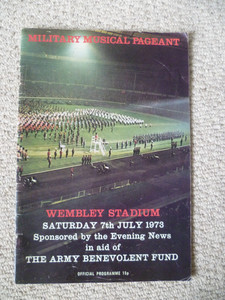 MILITARY MUSICAL PAGEANT
WEMBLEY STADIUM
SATURDAY 7th JULY 1973
Sponsored by the Evening News
in aid of
THE ARMY BENEVOLENT FUND
OFFICIAL PROGRAMME 15p